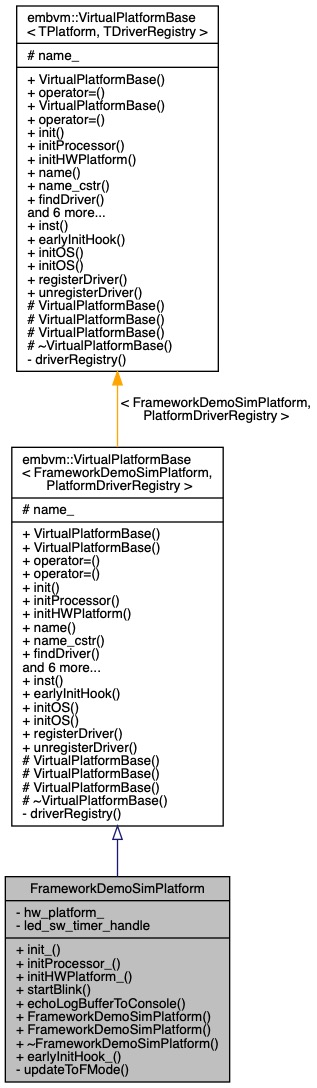 embvm::VirtualPlatformBase
< TPlatform, TDriverRegistry >
# name_
+ VirtualPlatformBase()
+ operator=()
+ VirtualPlatformBase()
+ operator=()
+ init()
+ initProcessor()
+ initHWPlatform()
+ name()
+ name_cstr()
+ findDriver()
and 6 more...
+ inst()
+ earlyInitHook()
+ initOS()
+ initOS()
+ registerDriver()
+ unregisterDriver()
# VirtualPlatformBase()
# VirtualPlatformBase()
# VirtualPlatformBase()
# ~VirtualPlatformBase()
- driverRegistry()
< FrameworkDemoSimPlatform,
PlatformDriverRegistry >
embvm::VirtualPlatformBase
< FrameworkDemoSimPlatform,
PlatformDriverRegistry >
# name_
+ VirtualPlatformBase()
+ VirtualPlatformBase()
+ operator=()
+ operator=()
+ init()
+ initProcessor()
+ initHWPlatform()
+ name()
+ name_cstr()
+ findDriver()
and 6 more...
+ inst()
+ earlyInitHook()
+ initOS()
+ initOS()
+ registerDriver()
+ unregisterDriver()
# VirtualPlatformBase()
# VirtualPlatformBase()
# VirtualPlatformBase()
# ~VirtualPlatformBase()
- driverRegistry()
FrameworkDemoSimPlatform
- hw_platform_
- led_sw_timer_handle
+ init_()
+ initProcessor_()
+ initHWPlatform_()
+ startBlink()
+ echoLogBufferToConsole()
+ FrameworkDemoSimPlatform()
+ FrameworkDemoSimPlatform()
+ ~FrameworkDemoSimPlatform()
+ earlyInitHook_()
- updateToFMode()